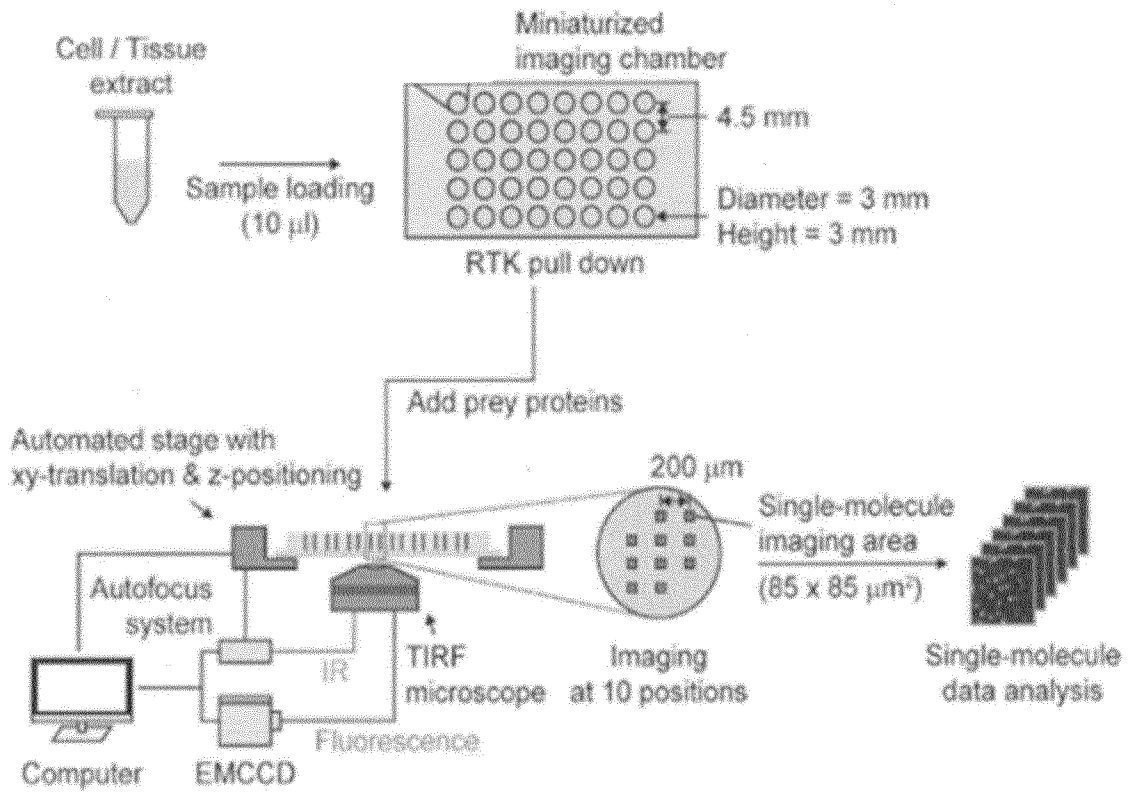 Cell / Tissue
extract
Sample loading
(10 μl)
Miniaturized
imaging chamber
4.5 mm
Diameter = 3 mm
Height = 3 mm
RTK pull down
Add prey proteins
Automated stage with
xy-translation & z-positioning
200 μm
Single-molecule
imaging area
(85 x 85 μm²)
Autofocus
system
IR
TIRF
microscope
Imaging
at 10 positions
Single-molecule
data analysis
Fluorescence
Computer
EMCCD